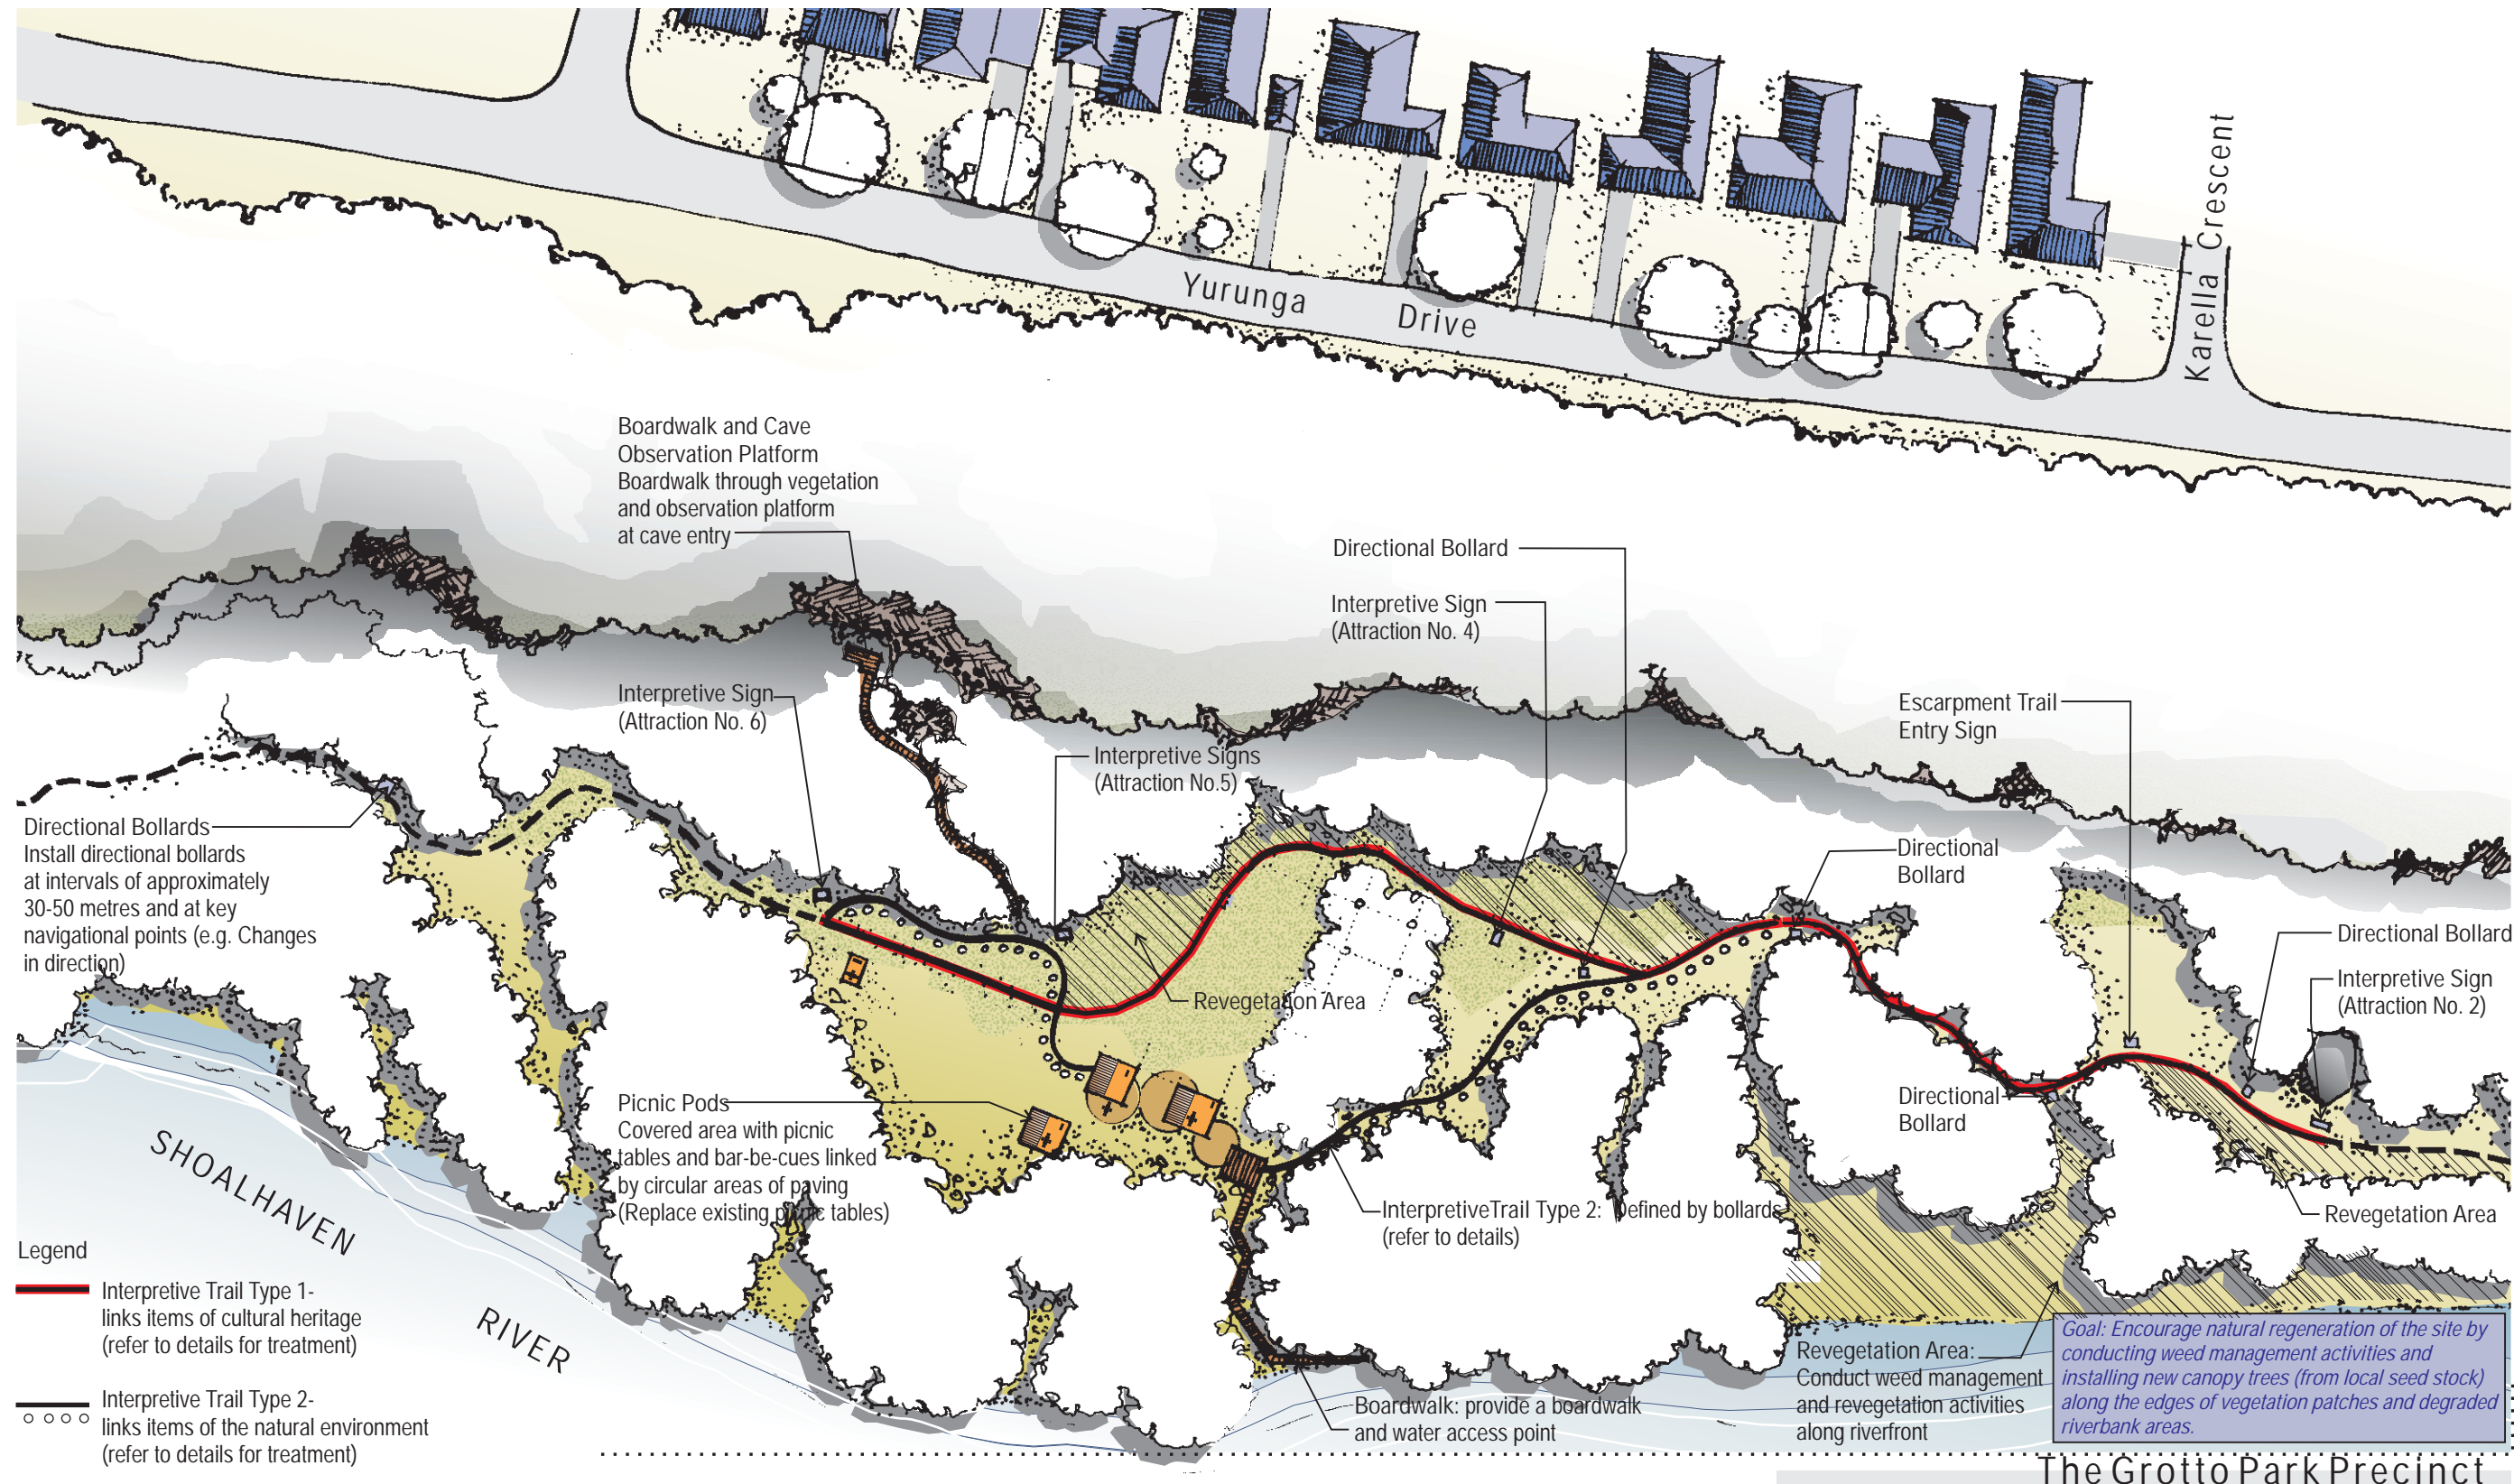 Yurunga Drive
Karella Crescent
Boardwalk and Cave
Observation Platform
Boardwalk through vegetation
and observation platform
at cave entry
Directional Bollard
Interpretive Sign
(Attraction No. 4)
Interpretive Sign
(Attraction No. 6)
Interpretive Signs
(Attraction No.5)
Escarpment Trail
Entry Sign
Directional Bollards
Install directional bollards
at intervals of approximately
30-50 metres and at key
navigational points (e.g. Changes
in direction)
Directional
Bollard
Directional Bollard
Interpretive Sign
(Attraction No. 2)
Revegetation Area
Directional
Bollard
Picnic Pods
Covered area with picnic
tables and bar-be-cues linked
by circular areas of paving
(Replace existing picnic tables)
InterpretiveTrail Type 2: Defined by bollards
(refer to details)
Revegetation Area
SHOALHAVEN
RIVER
Legend
Interpretive Trail Type 1-
links items of cultural heritage
(refer to details for treatment)
Interpretive Trail Type 2-
links items of the natural environment
(refer to details for treatment)
Boardwalk: provide a boardwalk
and water access point
Revegetation Area:
Conduct weed management
and revegetation activities
along riverfront
Goal: Encourage natural regeneration of the site by
conducting weed management activities and
installing new canopy trees (from local seed stock)
along the edges of vegetation patches and degraded
riverbank areas.
The Grotto Park Precinct